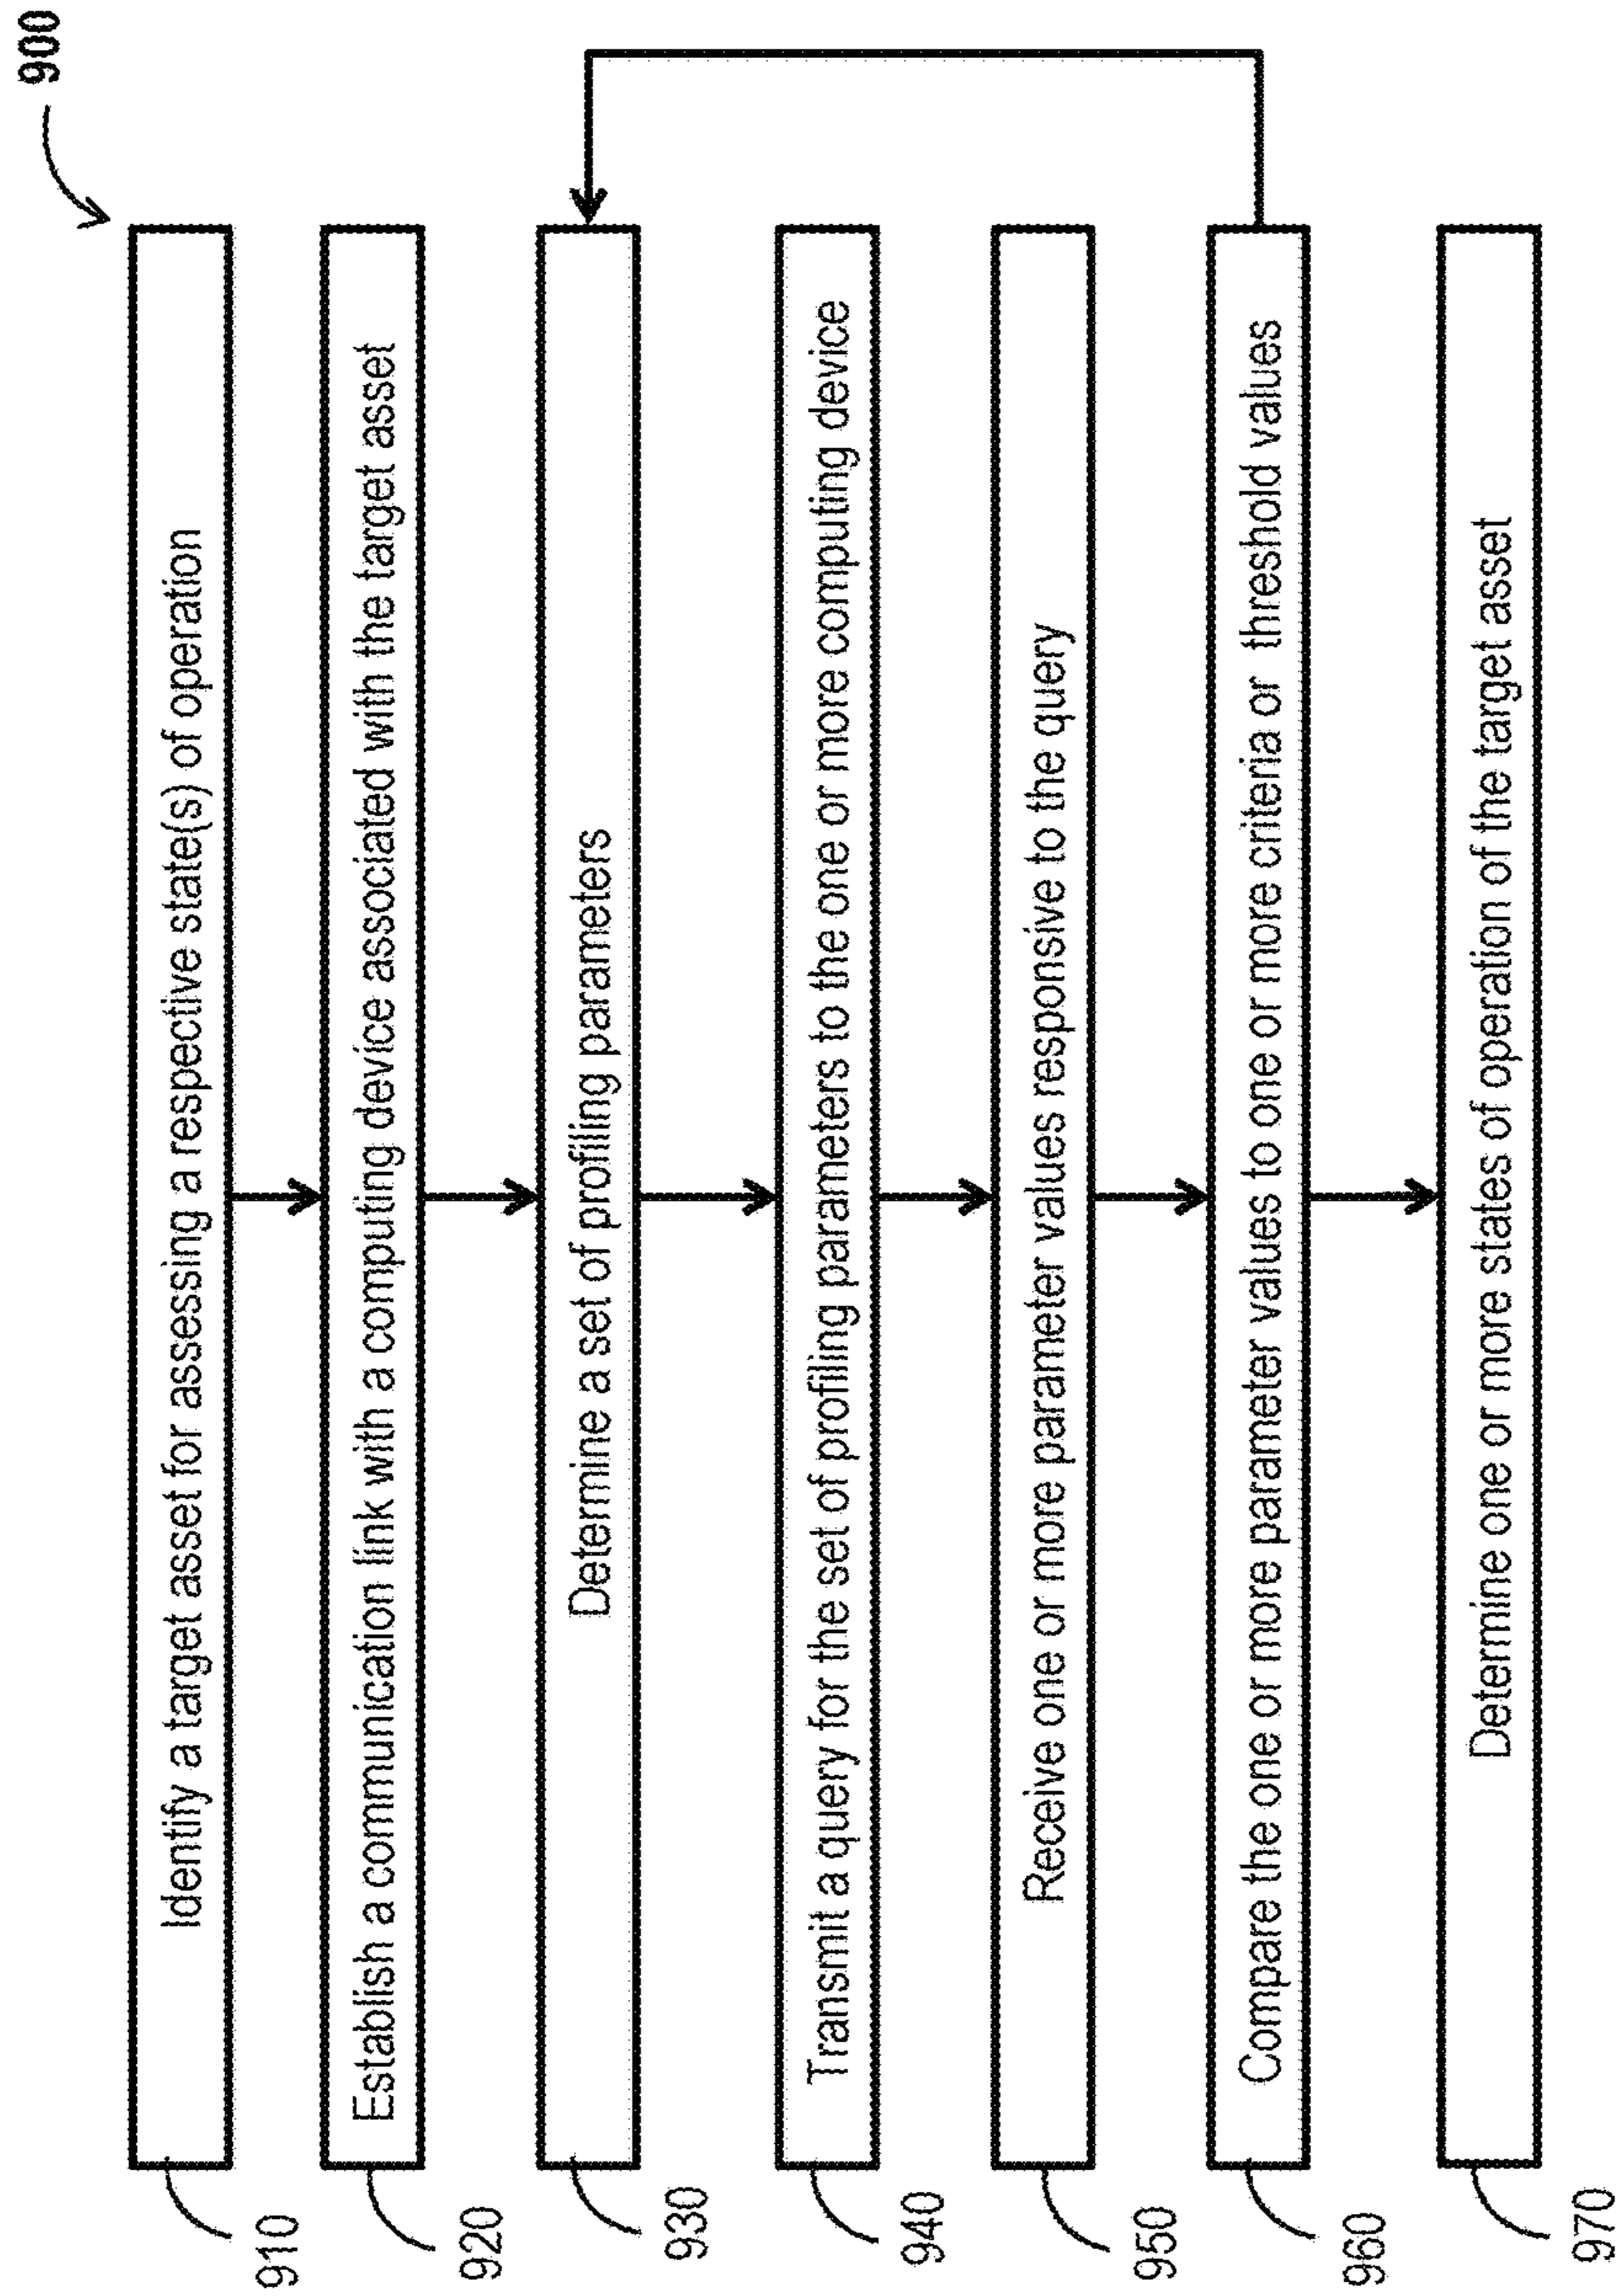 900
910
Identify a target asset for assessing a respective state(s) of operation
920
Establish a communication link with a computing device associated with the target asset
930
Determine a set of profiling parameters
940
Transmit a query for the set of profiling parameters to the one or more computing device
950
Receive one or more parameter values responsive to the query
960
Compare the one or more parameter values to one or more criteria or threshold values
970
Determine one or more states of operation of the target asset